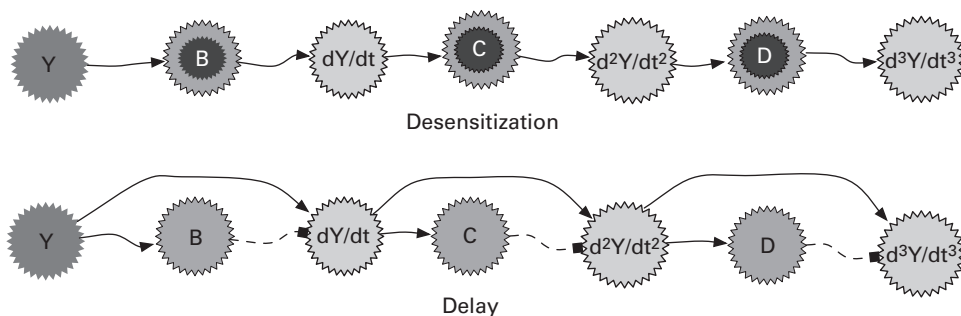 Y B dY/dt C d²Y/dt² D d³Y/dt³
Desensitization
Y B dY/dt C d²Y/dt² D d³Y/dt³
Delay